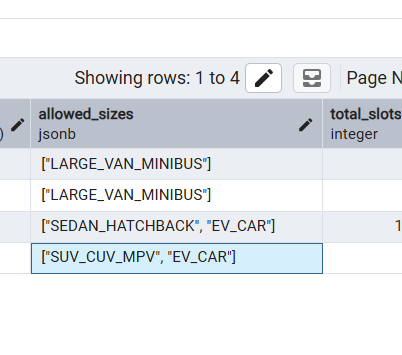 Showing rows: 1 to 4 Page N
) allowed_sizes total_slots
jsonb integer
["LARGE_VAN_MINIBUS"]
["LARGE_VAN_MINIBUS"]
["SEDAN_HATCHBACK", "EV_CAR"] 1
["SUV_CUV_MPV", "EV_CAR"]